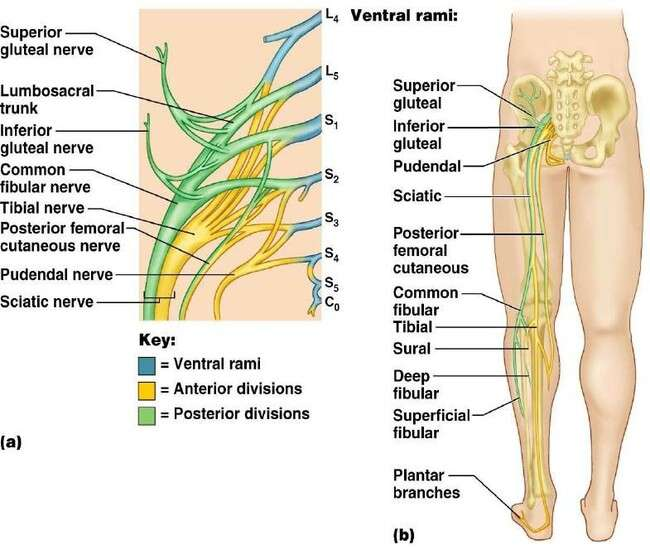 Superior
gluteal nerve
Lumbosacral
trunk
Inferior
gluteal nerve
Common
fibular nerve
Tibial nerve
Posterior femoral
cutaneous nerve
Pudendal nerve
Sciatic nerve
L4
L5
S1
S2
S3
S4
S5
C0
Key:
= Ventral rami
= Anterior divisions
= Posterior divisions
(a)
Ventral rami:
Superior
gluteal
Inferior
gluteal
Pudendal
Sciatic
Posterior
femoral
cutaneous
Common
fibular
Tibial
Sural
Deep
fibular
Superficial
fibular
Plantar
branches
(b)